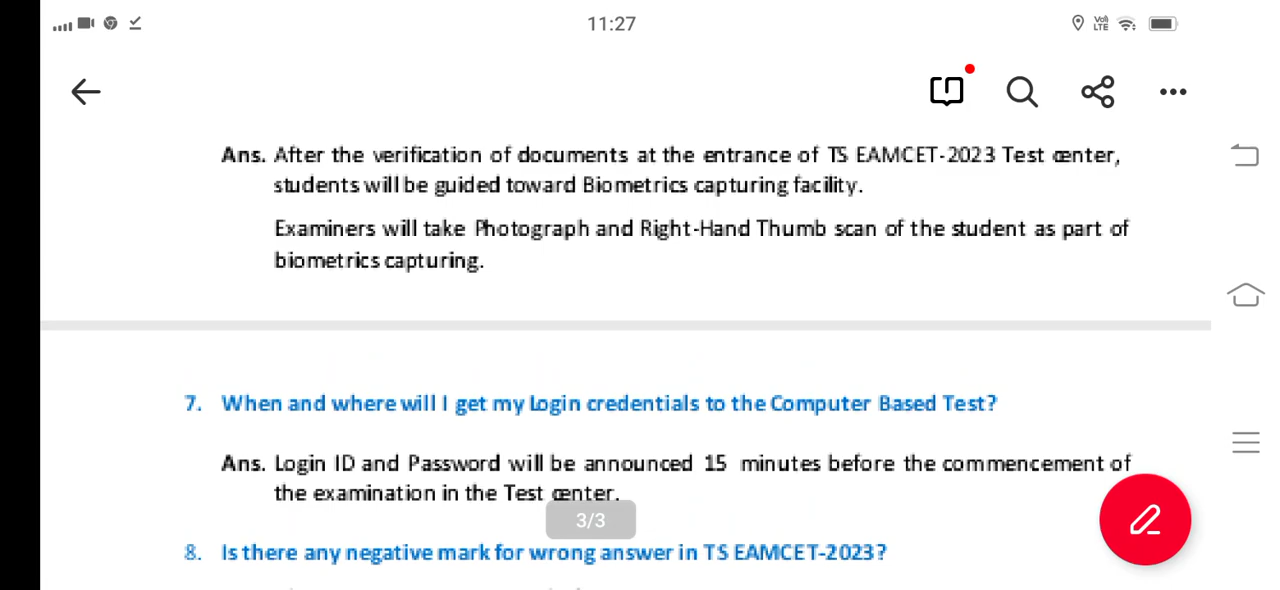 11:27
Vo)
LTE
Ans. After the verification of documents at the entrance of TS EAMCET-2023 Test center,
students will be guided toward Biometrics capturing facility.
Examiners will take Photograph and Right-Hand Thumb scan of the student as part of
biometrics capturing.
7. When and where will I get my Login credentials to the Computer Based Test?
Ans. Login ID and Password will be announced 15 minutes before the commencement of
the examination in the Test center.
3/3
8. Is there any negative mark for wrong answer in TS EAMCET-2023?